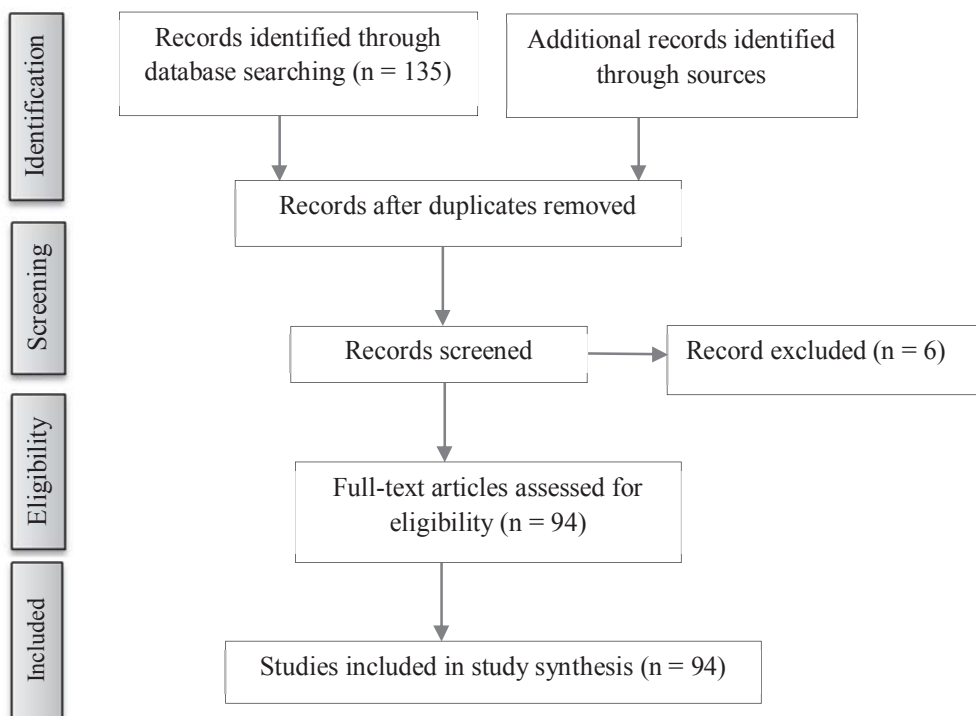 Identification
Records identified through
database searching (n = 135)
Additional records identified
through sources
Records after duplicates removed
Screening
Records screened
Record excluded (n = 6)
Eligibility
Full-text articles assessed for
eligibility (n = 94)
Included
Studies included in study synthesis (n = 94)